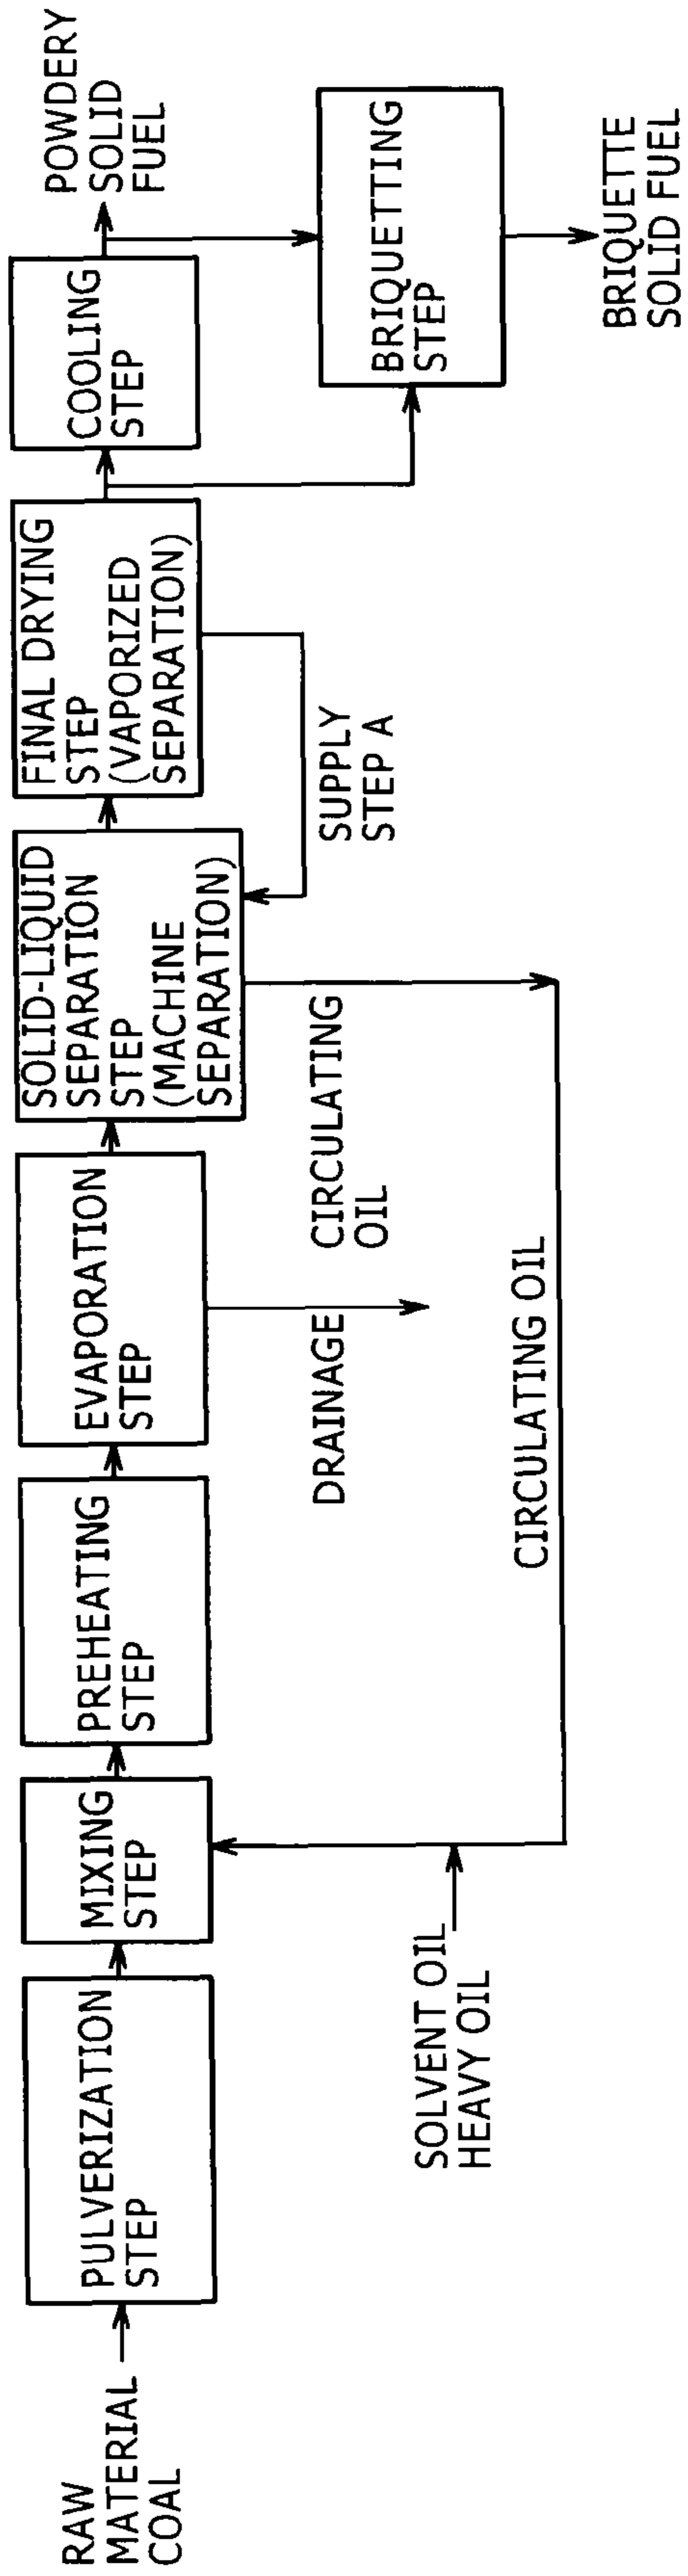 RAW
MATERIAL
COAL
PULVERIZATION
STEP
MIXING
STEP
PREHEATING
STEP
EVAPORATION
STEP
SOLID-LIQUID
SEPARATION
STEP
(MACHINE
SEPARATION)
FINAL DRYING
STEP
(VAPORIZED
SEPARATION)
COOLING
STEP
POWDERY
SOLID
FUEL
BRIQUETTING
STEP
BRIQUETTE
SOLID FUEL
SUPPLY
STEP A
CIRCULATING
OIL
DRAINAGE
CIRCULATING OIL
SOLVENT OIL
HEAVY OIL